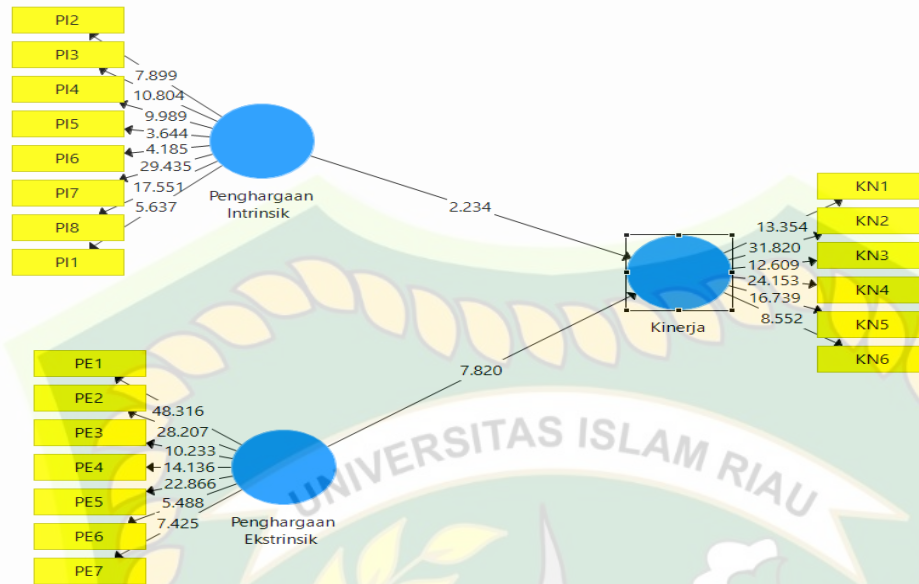 PI2
PI3
PI4
PI5
PI6
PI7
PI8
PI1
7.899
10.804
9.989
3.644
4.185
29.435
17.551
5.637
Penghargaan
Intrinsik
2.234
KN1
KN2
KN3
KN4
KN5
KN6
13.354
31.820
12.609
24.153
16.739
8.552
Kinerja
7.820
PE1
PE2
PE3
PE4
PE5
PE6
PE7
48.316
28.207
10.233
14.136
22.866
5.488
7.425
Penghargaan
Ekstrinsik
UNIVERSITAS ISLAM RIAU